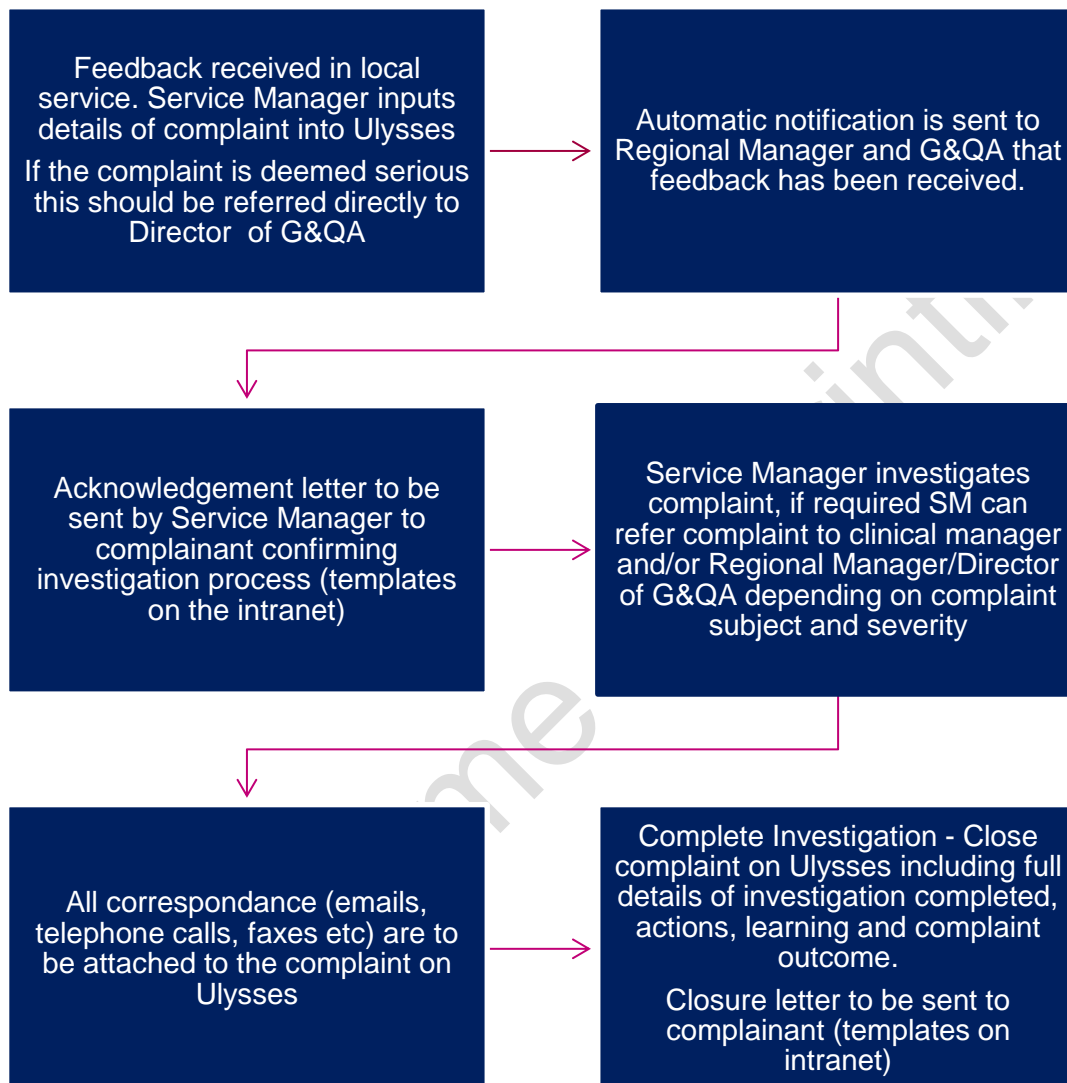 Feedback received in local
service. Service Manager inputs
details of complaint into Ulysses
If the complaint is deemed serious
this should be referred directly to
Director of G&QA
Automatic notification is sent to
Regional Manager and G&QA that
feedback has been received.
Acknowledgement letter to be
sent by Service Manager to
complainant confirming
investigation process (templates
on the intranet)
Service Manager investigates
complaint, if required SM can
refer complaint to clinical manager
and/or Regional Manager/Director
of G&QA depending on complaint
subject and severity
All correspondance (emails,
telephone calls, faxes etc) are to
be attached to the complaint on
Ulysses
Complete Investigation - Close
complaint on Ulysses including full
details of investigation completed,
actions, learning and complaint
outcome.
Closure letter to be sent to
complainant (templates on
intranet)